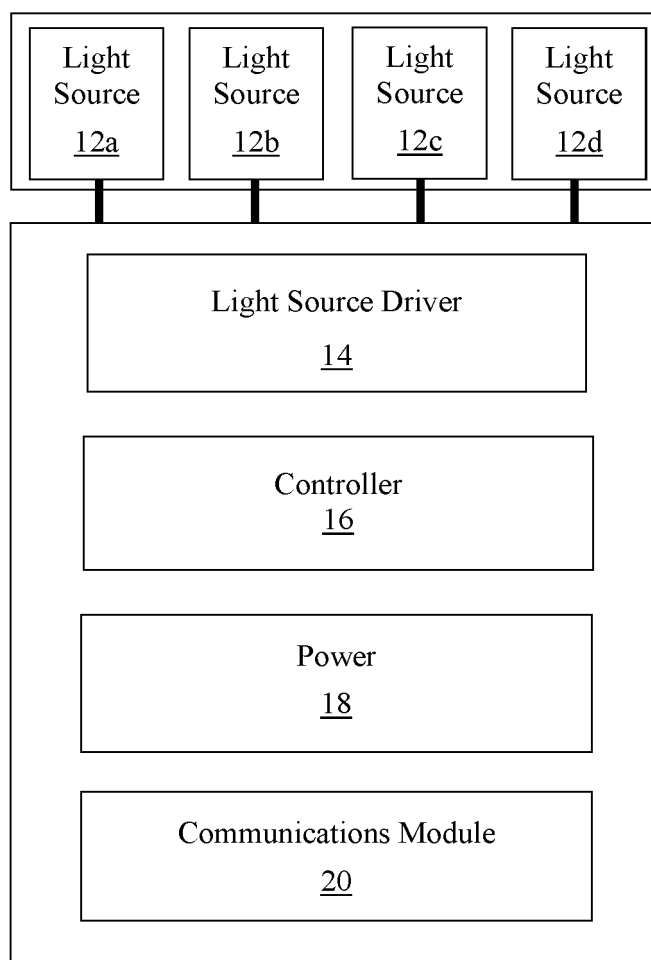 Light
Source
12a
Light
Source
12b
Light
Source
12c
Light
Source
12d
Light Source Driver
14
Controller
16
Power
18
Communications Module
20